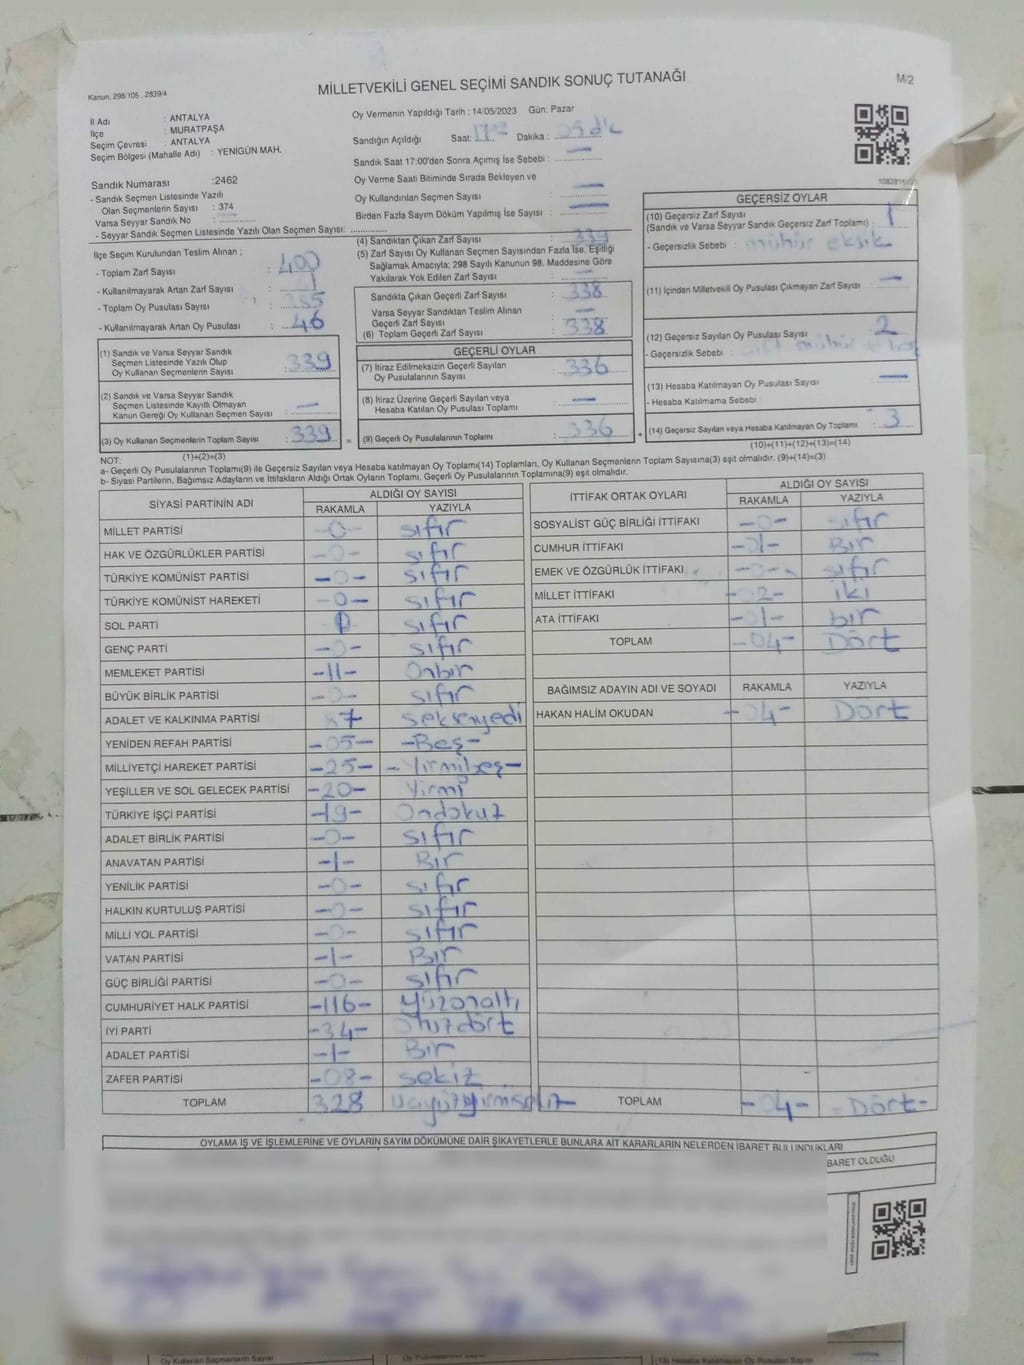 MİLLETVEKİLİ GENEL SEÇİMİ SANDIK SONUÇ TUTANAĞI
M/2
Kanun, 298/105 , 2839/4
İl Adı : ANTALYA
İlçe : MURATPAŞA
Seçim Çevresi : ANTALYA
Seçim Bölgesi (Mahalle Adı) : YENİGÜN MAH.
Oy Vermenin Yapıldığı Tarih : 14/05/2023 Gün: Pazar
Sandığın Açıldığı Saat: 17 Dakika : 05 dk
Sandık Saat 17:00'den Sonra Açımış İse Sebebi : —
Oy Verme Saati Bitiminde Sırada Bekleyen ve
Oy Kullandırılan Seçmen Sayısı : —
Birden Fazla Sayım Döküm Yapılmış İse Sayısı : —
Sandık Numarası :2462
- Sandık Seçmen Listesinde Yazılı
Olan Seçmenlerin Sayısı : 374
Varsa Seyyar Sandık No :
- Seyyar Sandık Seçmen Listesinde Yazılı Olan Seçmen Sayısı:
İlçe Seçim Kurulundan Teslim Alınan ;
- Toplam Zarf Sayısı : 400
- Kullanılmayarak Artan Zarf Sayısı :
- Toplam Oy Pusulası Sayısı :
- Kullanılmayarak Artan Oy Pusulası : 46
(4) Sandıktan Çıkan Zarf Sayısı : 339
(5) Zarf Sayısı Oy Kullanan Seçmen Sayısından Fazla İse, Eşitliği
Sağlamak Amacıyla; 298 Sayılı Kanunun 98. Maddesine Göre
Yakılarak Yok Edilen Zarf Sayısı : —
Sandıkta Çıkan Geçerli Zarf Sayısı : 338
Varsa Seyyar Sandıktan Teslim Alınan
Geçerli Zarf Sayısı : —
(6) Toplam Geçerli Zarf Sayısı : 338
GEÇERSİZ OYLAR
(10) Geçersiz Zarf Sayısı
(Sandık ve Varsa Seyyar Sandık Geçersiz Zarf Toplamı) : 1
- Geçersizlik Sebebi : mühür eksik
(11) İçinden Milletvekili Oy Pusulası Çıkmayan Zarf Sayısı : —
(12) Geçersiz Sayılan Oy Pusulası Sayısı : 2
- Geçersizlik Sebebi : mühür
(13) Hesaba Katılmayan Oy Pusulası Sayısı : —
- Hesaba Katılmama Sebebi :
(14) Geçersiz Sayılan veya Hesaba Katılmayan Oy Toplamı : 3
(10)+(11)+(12)+(13)=(14)
(1) Sandık ve Varsa Seyyar Sandık
Seçmen Listesinde Yazılı Olup
Oy Kullanan Seçmenlerin Sayısı : 339
(2) Sandık ve Varsa Seyyar Sandık
Seçmen Listesinde Kayıtlı Olmayan
Kanun Gereği Oy Kullanan Seçmen Sayısı : —
(3) Oy Kullanan Seçmenlerin Toplam Sayısı : 339 =
(1)+(2)=(3)
GEÇERLİ OYLAR
(7) İtiraz Edilmeksizin Geçerli Sayılan
Oy Pusulalarının Sayısı : 336
(8) İtiraz Üzerine Geçerli Sayılan veya
Hesaba Katılan Oy Pusulası Toplamı : —
(9) Geçerli Oy Pusulalarının Toplamı : 336 +
NOT:
a- Geçerli Oy Pusulalarının Toplamı(9) ile Geçersiz Sayılan veya Hesaba katılmayan Oy Toplamı(14) Toplamları, Oy Kullanan Seçmenlerin Toplam Sayısına(3) eşit olmalıdır. (9)+(14)=(3)
b- Siyasi Partilerin, Bağımsız Adayların ve İttifakların Aldığı Ortak Oyların Toplamı, Geçerli Oy Pusulalarının Toplamına(9) eşit olmalıdır.
SİYASİ PARTİNİN ADI ALDIĞI OY SAYISI
RAKAMLA YAZIYLA
MİLLET PARTİSİ -0- sıfır
HAK VE ÖZGÜRLÜKLER PARTİSİ -0- sıfır
TÜRKİYE KOMÜNİST PARTİSİ -0- sıfır
TÜRKİYE KOMÜNİST HAREKETİ -0- sıfır
SOL PARTİ 0 sıfır
GENÇ PARTİ -0- sıfır
MEMLEKET PARTİSİ -11- Onbir
BÜYÜK BİRLİK PARTİSİ -0- sıfır
ADALET VE KALKINMA PARTİSİ 87 seksenyedi
YENİDEN REFAH PARTİSİ -05- -Beş-
MİLLİYETÇİ HAREKET PARTİSİ -25- -Yirmibeş-
YEŞİLLER VE SOL GELECEK PARTİSİ -20- Yirmi
TÜRKİYE İŞÇİ PARTİSİ -19- Ondokuz
ADALET BİRLİK PARTİSİ -0- sıfır
ANAVATAN PARTİSİ -1- Bir
YENİLİK PARTİSİ -0- sıfır
HALKIN KURTULUŞ PARTİSİ -0- sıfır
MİLLİ YOL PARTİSİ -0- sıfır
VATAN PARTİSİ -1- Bır
GÜÇ BİRLİĞİ PARTİSİ -0- sıfır
CUMHURİYET HALK PARTİSİ -116- yüzonaltı
İYİ PARTİ -34- Otuzdört
ADALET PARTİSİ -1- Bir
ZAFER PARTİSİ -08- sekiz
TOPLAM 328 üçyüzyirmisekiz
İTTİFAK ORTAK OYLARI ALDIĞI OY SAYISI
RAKAMLA YAZIYLA
SOSYALİST GÜÇ BİRLİĞİ İTTİFAKI -0- sıfır
CUMHUR İTTİFAKI -01- Bir
EMEK VE ÖZGÜRLÜK İTTİFAKI -0- sıfır
MİLLET İTTİFAKI -02- iki
ATA İTTİFAKI -01- bir
TOPLAM -04- Dört
BAĞIMSIZ ADAYIN ADI VE SOYADI RAKAMLA YAZIYLA
HAKAN HALİM OKUDAN -04- Dört
TOPLAM -04- -Dört-
OYLAMA İŞ VE İŞLEMLERİNE VE OYLARIN SAYIM DÖKÜMÜNE DAİR ŞİKAYETLERLE BUNLARA AİT KARARLARIN NELERDEN İBARET BULUNDUKLARI
BARET OLDUĞU
Oy Kullanan Seçmenlerin Sayısı
Oy Pusulalarının Sayısı